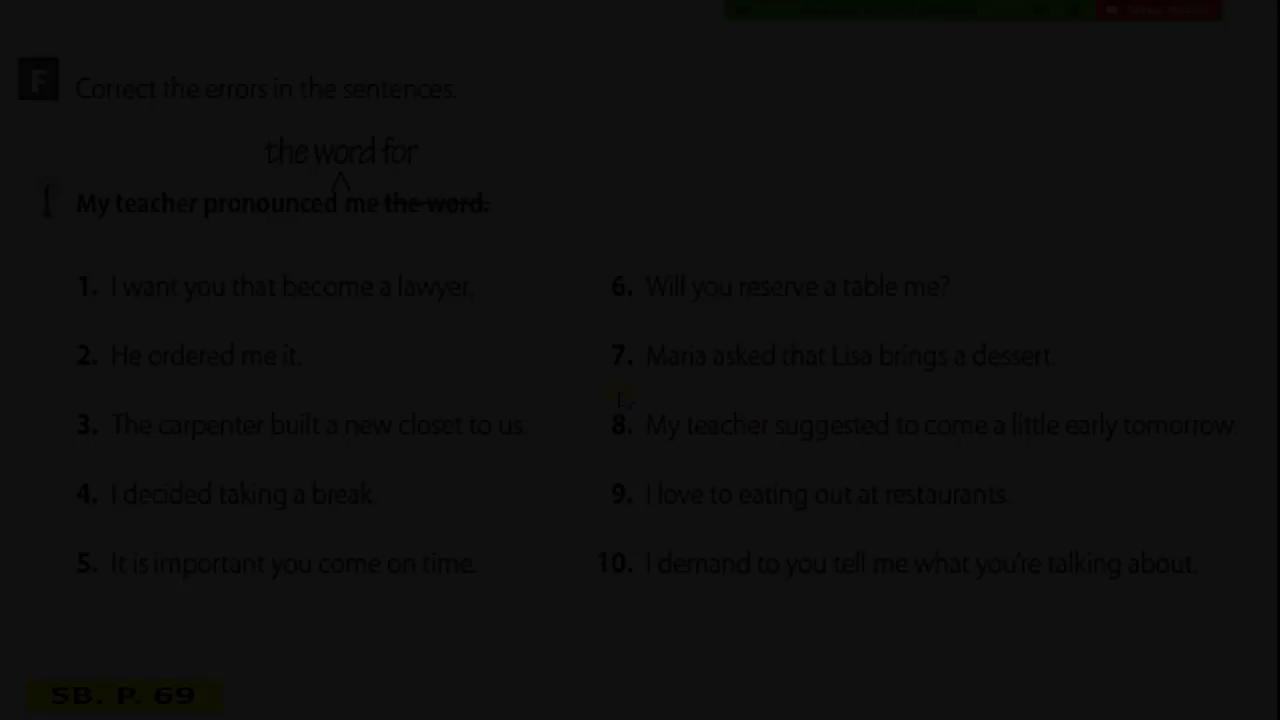 F Correct the errors in the sentences.
the word for
My teacher pronounced me the word.
1. I want you that become a lawyer.
2. He ordered me it.
3. The carpenter built a new closet to us.
4. I decided taking a break.
5. It is important you come on time.
6. Will you reserve a table me?
7. Maria asked that Lisa brings a dessert.
8. My teacher suggested to come a little early tomorrow.
9. I love to eating out at restaurants.
10. I demand to you tell me what you're talking about.
SB. P. 69